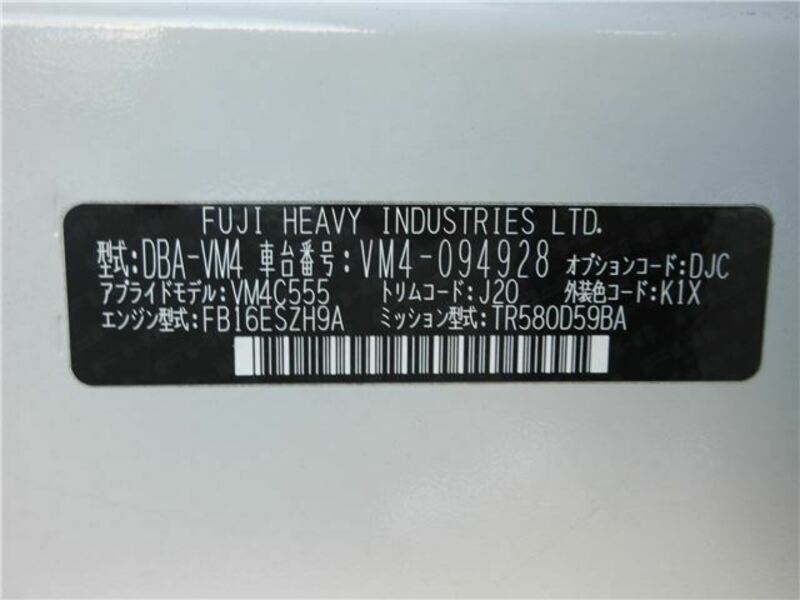 FUJI HEAVY INDUSTRIES LTD.
型式:DBA-VM4 車台番号:VM4-094928 オプションコード:DJC
アプライドモデル:VM4C555 トリムコード:J20 外装色コード:K1X
エンジン型式:FB16ESZH9A ミッション型式:TR580D59BA